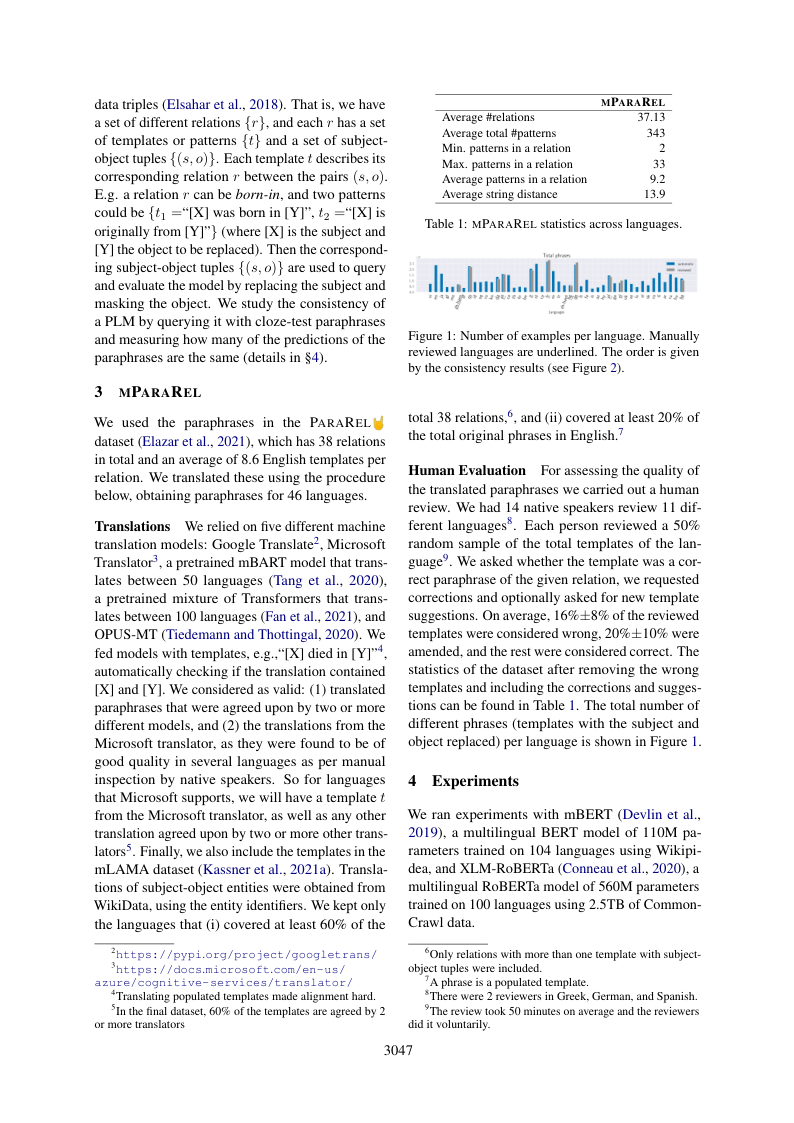 data triples (Elsahar et al., 2018). That is, we have
a set of different relations {r}, and each r has a set
of templates or patterns {t} and a set of subject-
object tuples {(s, o)}. Each template t describes its
corresponding relation r between the pairs (s, o).
E.g. a relation r can be born-in, and two patterns
could be {t1 =“[X] was born in [Y]”, t2 =“[X] is
originally from [Y]”} (where [X] is the subject and
[Y] the object to be replaced). Then the correspond-
ing subject-object tuples {(s, o)} are used to query
and evaluate the model by replacing the subject and
masking the object. We study the consistency of
a PLM by querying it with cloze-test paraphrases
and measuring how many of the predictions of the
paraphrases are the same (details in §4).
3 MPARAREL
We used the paraphrases in the PARAREL🤘
dataset (Elazar et al., 2021), which has 38 relations
in total and an average of 8.6 English templates per
relation. We translated these using the procedure
below, obtaining paraphrases for 46 languages.
Translations We relied on five different machine
translation models: Google Translate2, Microsoft
Translator3, a pretrained mBART model that trans-
lates between 50 languages (Tang et al., 2020),
a pretrained mixture of Transformers that trans-
lates between 100 languages (Fan et al., 2021), and
OPUS-MT (Tiedemann and Thottingal, 2020). We
fed models with templates, e.g.,“[X] died in [Y]”4,
automatically checking if the translation contained
[X] and [Y]. We considered as valid: (1) translated
paraphrases that were agreed upon by two or more
different models, and (2) the translations from the
Microsoft translator, as they were found to be of
good quality in several languages as per manual
inspection by native speakers. So for languages
that Microsoft supports, we will have a template t
from the Microsoft translator, as well as any other
translation agreed upon by two or more other trans-
lators5. Finally, we also include the templates in the
mLAMA dataset (Kassner et al., 2021a). Transla-
tions of subject-object entities were obtained from
WikiData, using the entity identifiers. We kept only
the languages that (i) covered at least 60% of the
2https://pypi.org/project/googletrans/
3https://docs.microsoft.com/en-us/
azure/cognitive-services/translator/
4Translating populated templates made alignment hard.
5In the final dataset, 60% of the templates are agreed by 2
or more translators
MPARAREL
Average #relations 37.13
Average total #patterns 343
Min. patterns in a relation 2
Max. patterns in a relation 33
Average patterns in a relation 9.2
Average string distance 13.9
Table 1: MPARAREL statistics across languages.
Total phrases
language
Figure 1: Number of examples per language. Manually
reviewed languages are underlined. The order is given
by the consistency results (see Figure 2).
total 38 relations,6, and (ii) covered at least 20% of
the total original phrases in English.7
Human Evaluation For assessing the quality of
the translated paraphrases we carried out a human
review. We had 14 native speakers review 11 dif-
ferent languages8. Each person reviewed a 50%
random sample of the total templates of the lan-
guage9. We asked whether the template was a cor-
rect paraphrase of the given relation, we requested
corrections and optionally asked for new template
suggestions. On average, 16%±8% of the reviewed
templates were considered wrong, 20%±10% were
amended, and the rest were considered correct. The
statistics of the dataset after removing the wrong
templates and including the corrections and sugges-
tions can be found in Table 1. The total number of
different phrases (templates with the subject and
object replaced) per language is shown in Figure 1.
4 Experiments
We ran experiments with mBERT (Devlin et al.,
2019), a multilingual BERT model of 110M pa-
rameters trained on 104 languages using Wikipe-
dea, and XLM-RoBERTa (Conneau et al., 2020), a
multilingual RoBERTa model of 560M parameters
trained on 100 languages using 2.5TB of Common-
Crawl data.
6Only relations with more than one template with subject-
object tuples were included.
7A phrase is a populated template.
8There were 2 reviewers in Greek, German, and Spanish.
9The review took 50 minutes on average and the reviewers
did it voluntarily.
3047